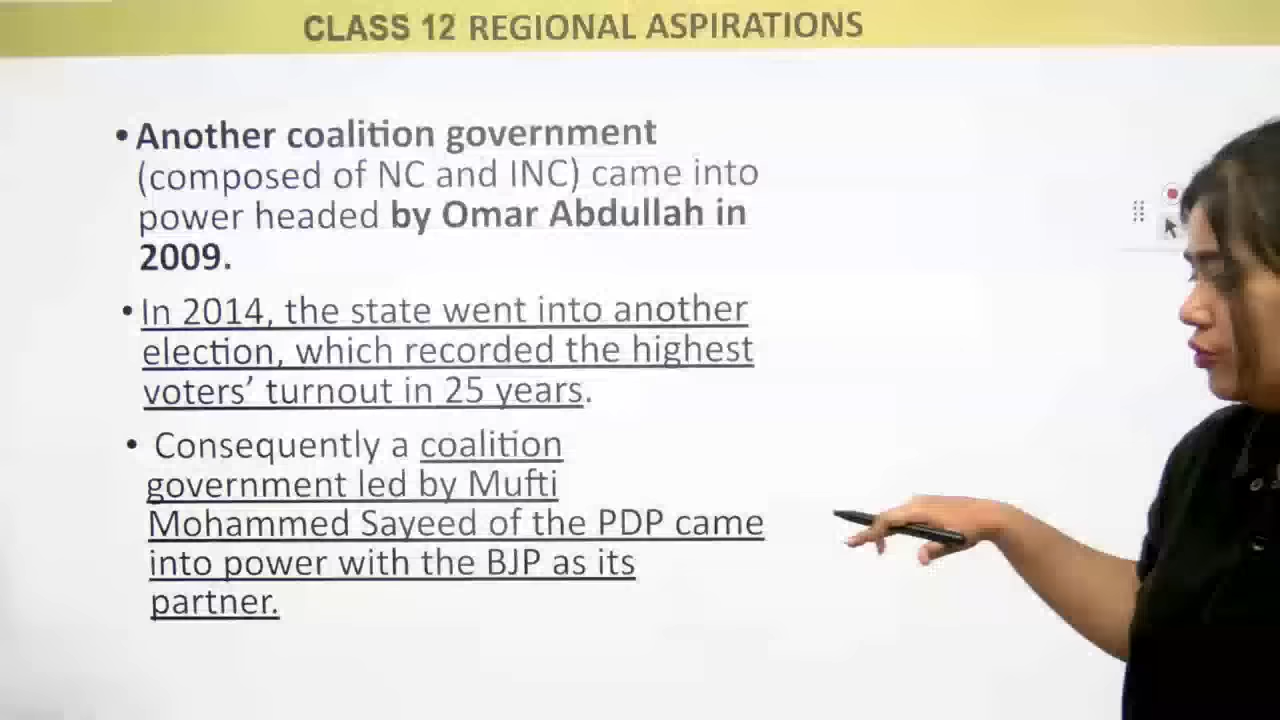 CLASS 12 REGIONAL ASPIRATIONS
• Another coalition government
(composed of NC and INC) came into
power headed by Omar Abdullah in
2009.
• In 2014, the state went into another
election, which recorded the highest
voters’ turnout in 25 years.
• Consequently a coalition
government led by Mufti
Mohammed Sayeed of the PDP came
into power with the BJP as its
partner.